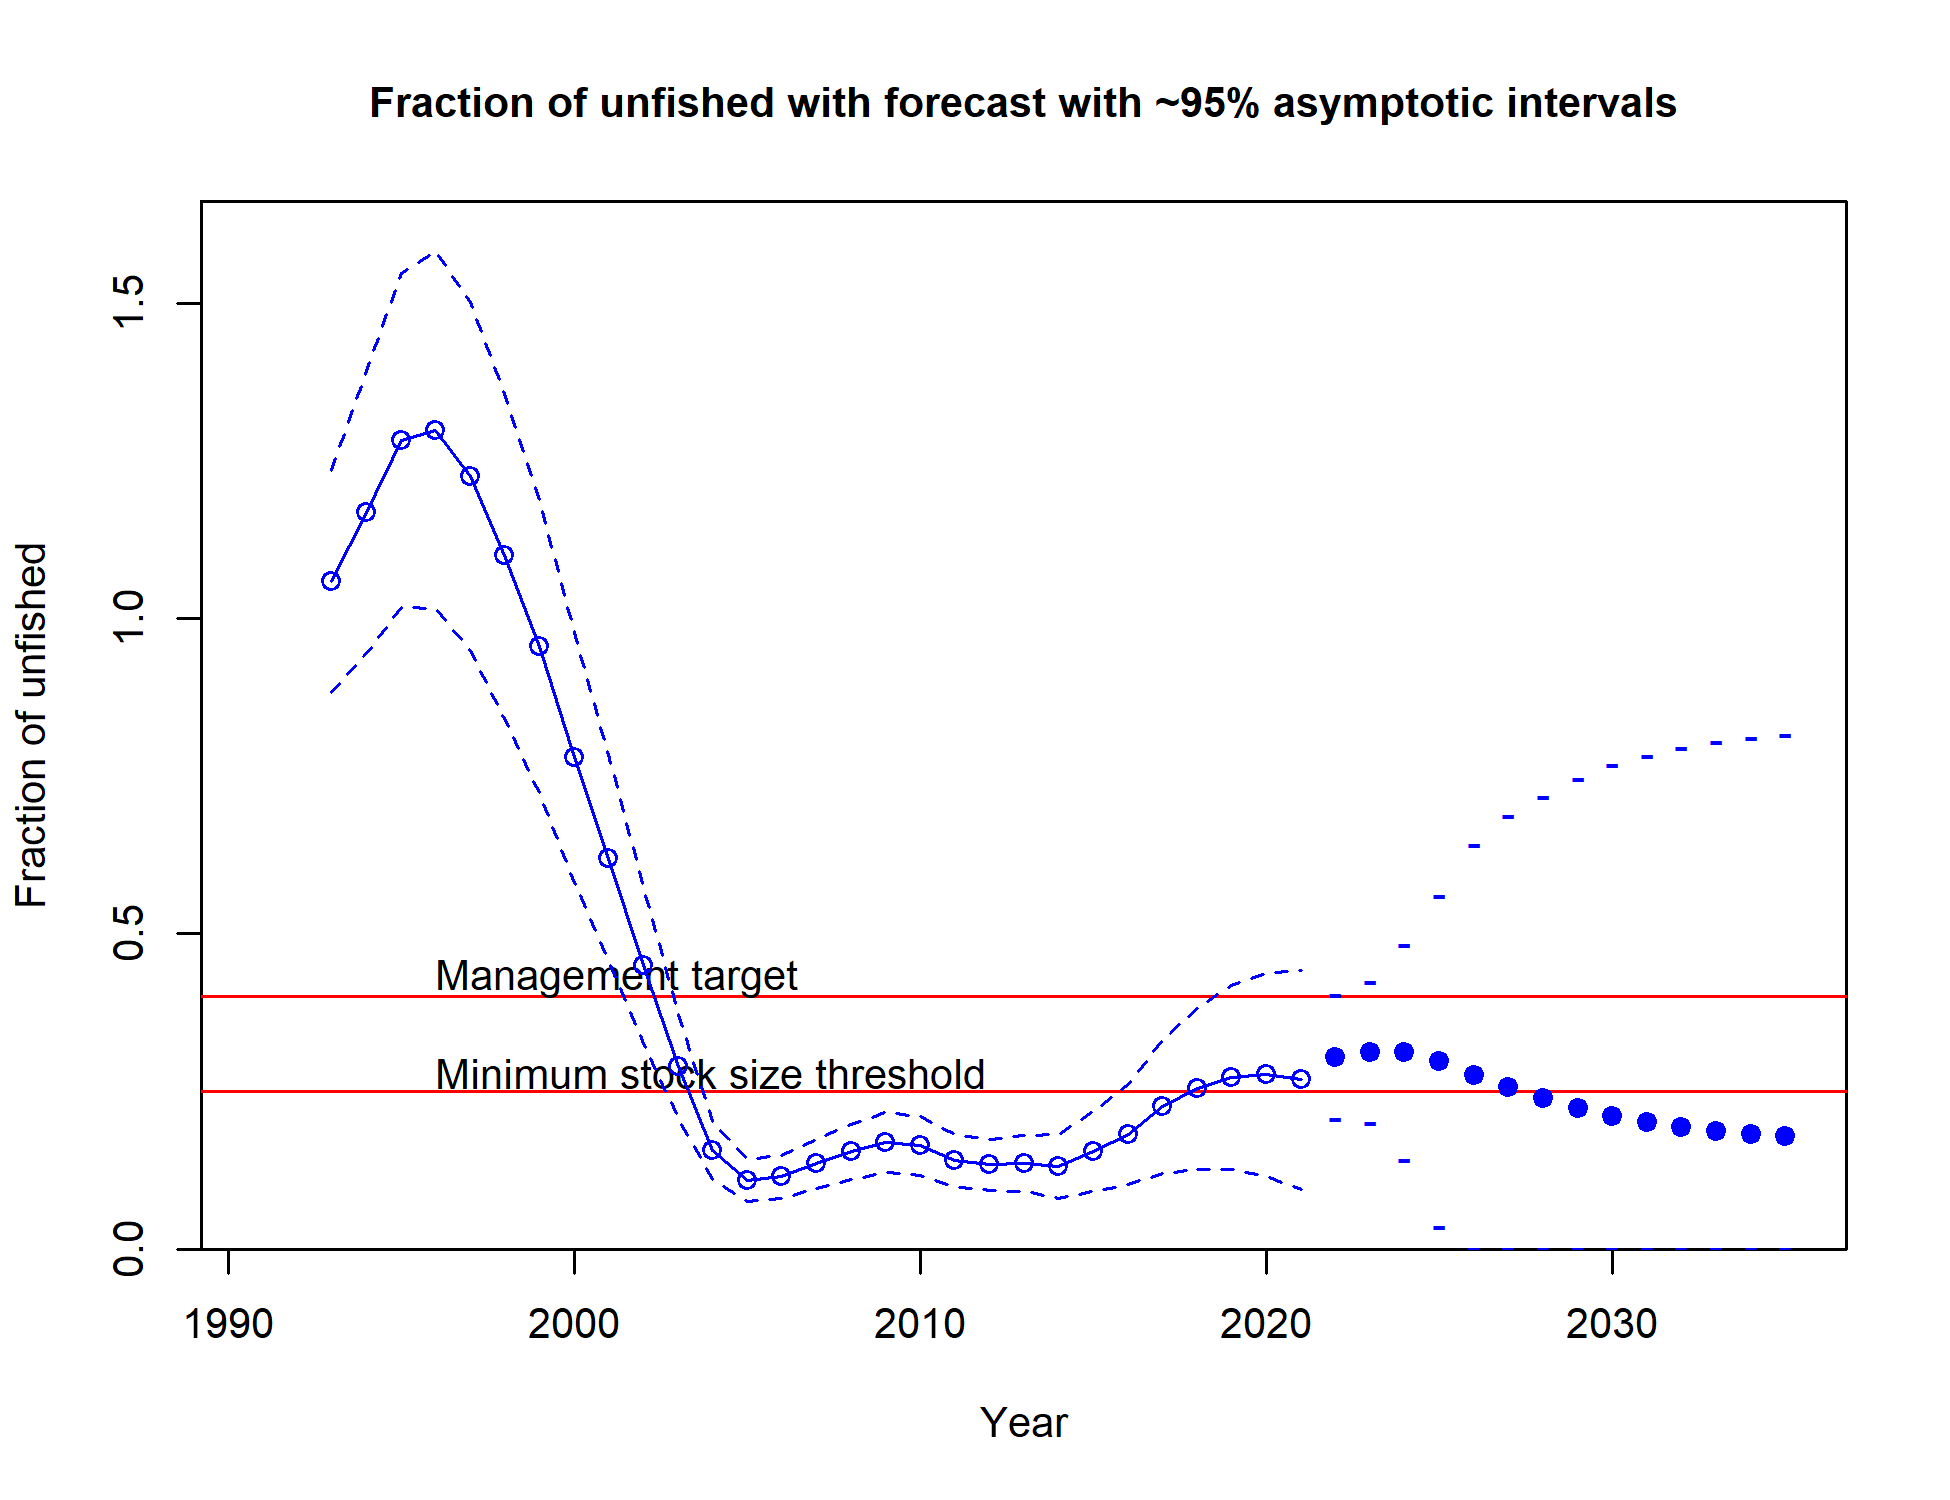 Fraction of unfished with forecast with ~95% asymptotic intervals
Fraction of unfished
1.5
1.0
0.5
0.0
Management target
Minimum stock size threshold
1990 2000 2010 2020 2030
Year